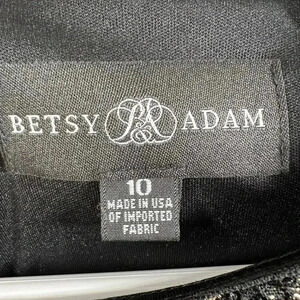 BETSY ADAM
10
MADE IN USA
OF IMPORTED
FABRIC